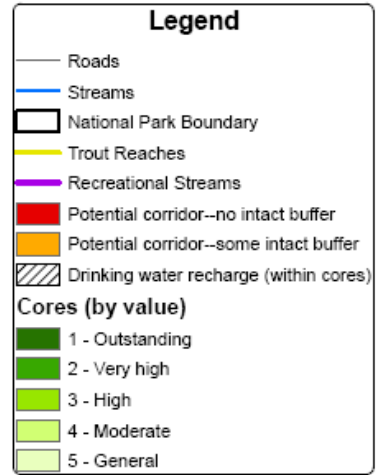 Legend
Roads
Streams
National Park Boundary
Trout Reaches
Recreational Streams
Potential corridor--no intact buffer
Potential corridor--some intact buffer
Drinking water recharge (within cores)
Cores (by value)
1 - Outstanding
2 - Very high
3 - High
4 - Moderate
5 - General